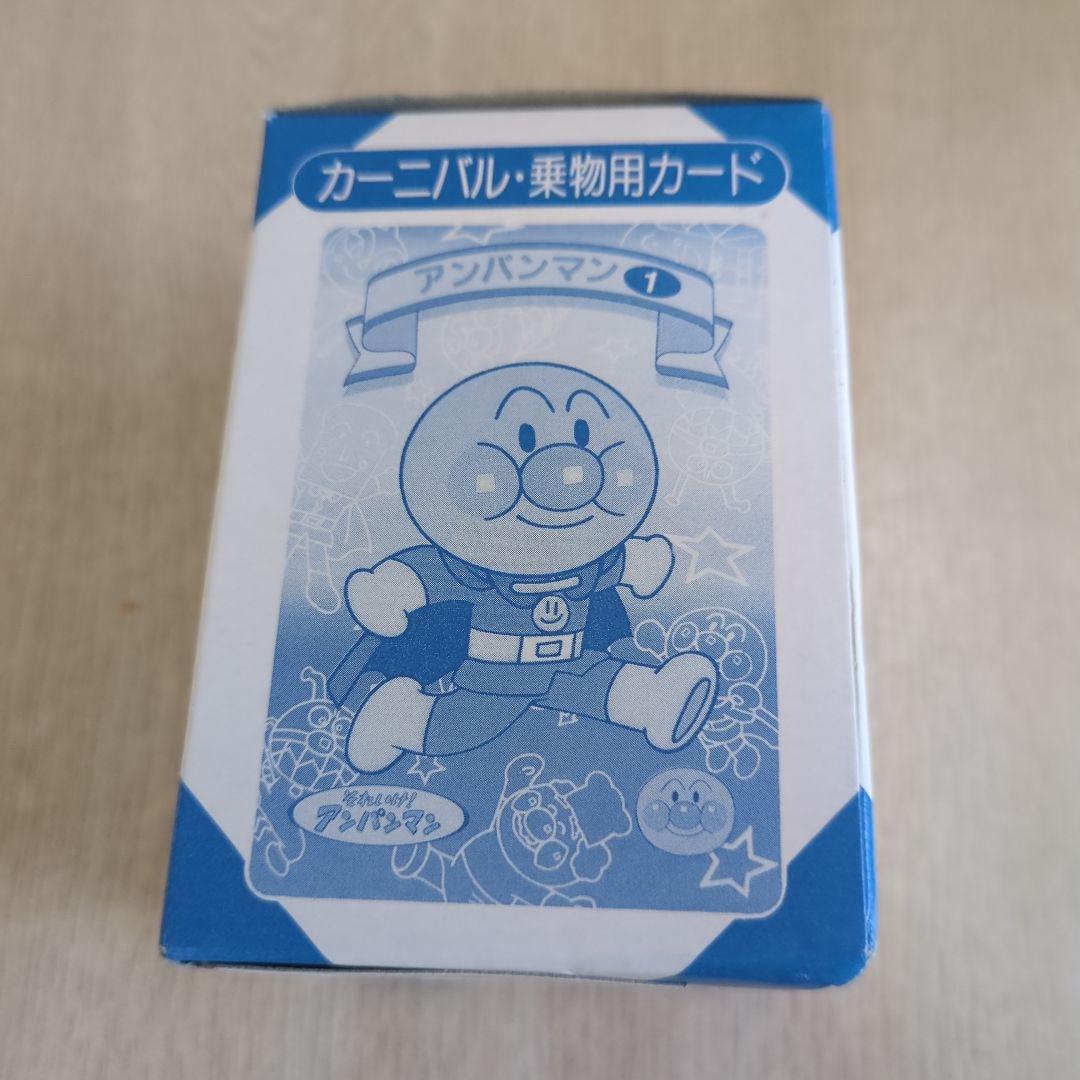 カーニバル・乗物用カード
アンパンマン 1
それいけ!
アンパンマン